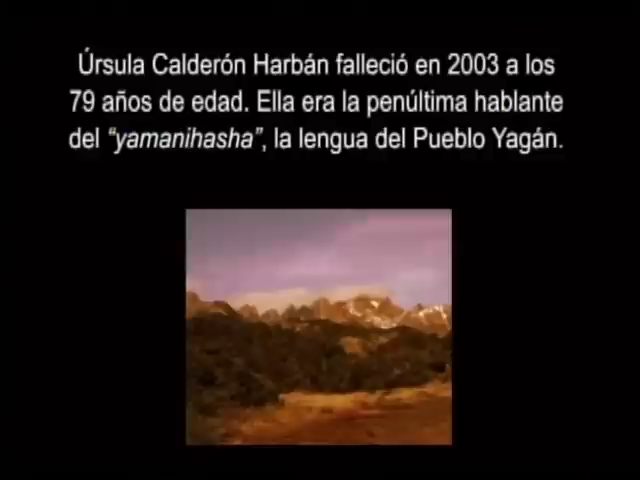 Úrsula Calderón Harbán falleció en 2003 a los
79 años de edad. Ella era la penúltima hablante
del “yamanihasha”, la lengua del Pueblo Yagán.